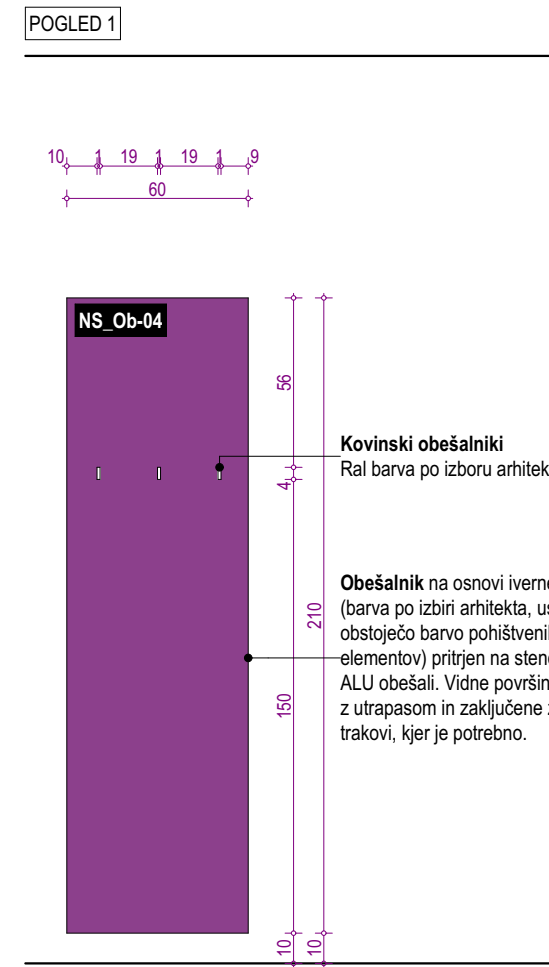 POGLED 1
10 1 19 1 19 1 9
60
NS_Ob-04
56
4
210
150
10 10
Kovinski obešalniki
Ral barva po izboru arhitek
Obešalnik na osnovi iverne
(barva po izbiri arhitekta, us
obstoječo barvo pohištvenih
elementov) pritrjen na steno
ALU obešali. Vidne površin
z utrapasom in zaključene z
trakovi, kjer je potrebno.